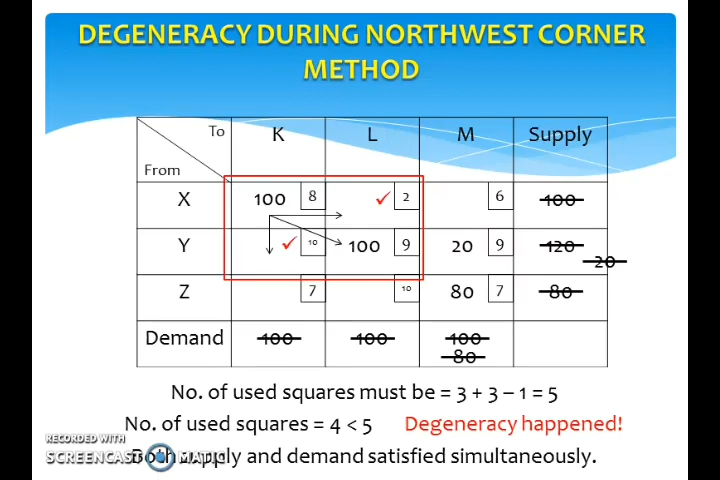 DEGENERACY DURING NORTHWEST CORNER
METHOD
To K L M Supply
From
X 100 8 ✓ 2 6 100
Y ✓ 10 100 9 20 9 120
20
Z 7 10 80 7 80
Demand 100 100 100
80
No. of used squares must be = 3 + 3 – 1 = 5
No. of used squares = 4 < 5 Degeneracy happened!
RECORDED WITH
Both supply and demand satisfied simultaneously.
SCREENCAST MATIC